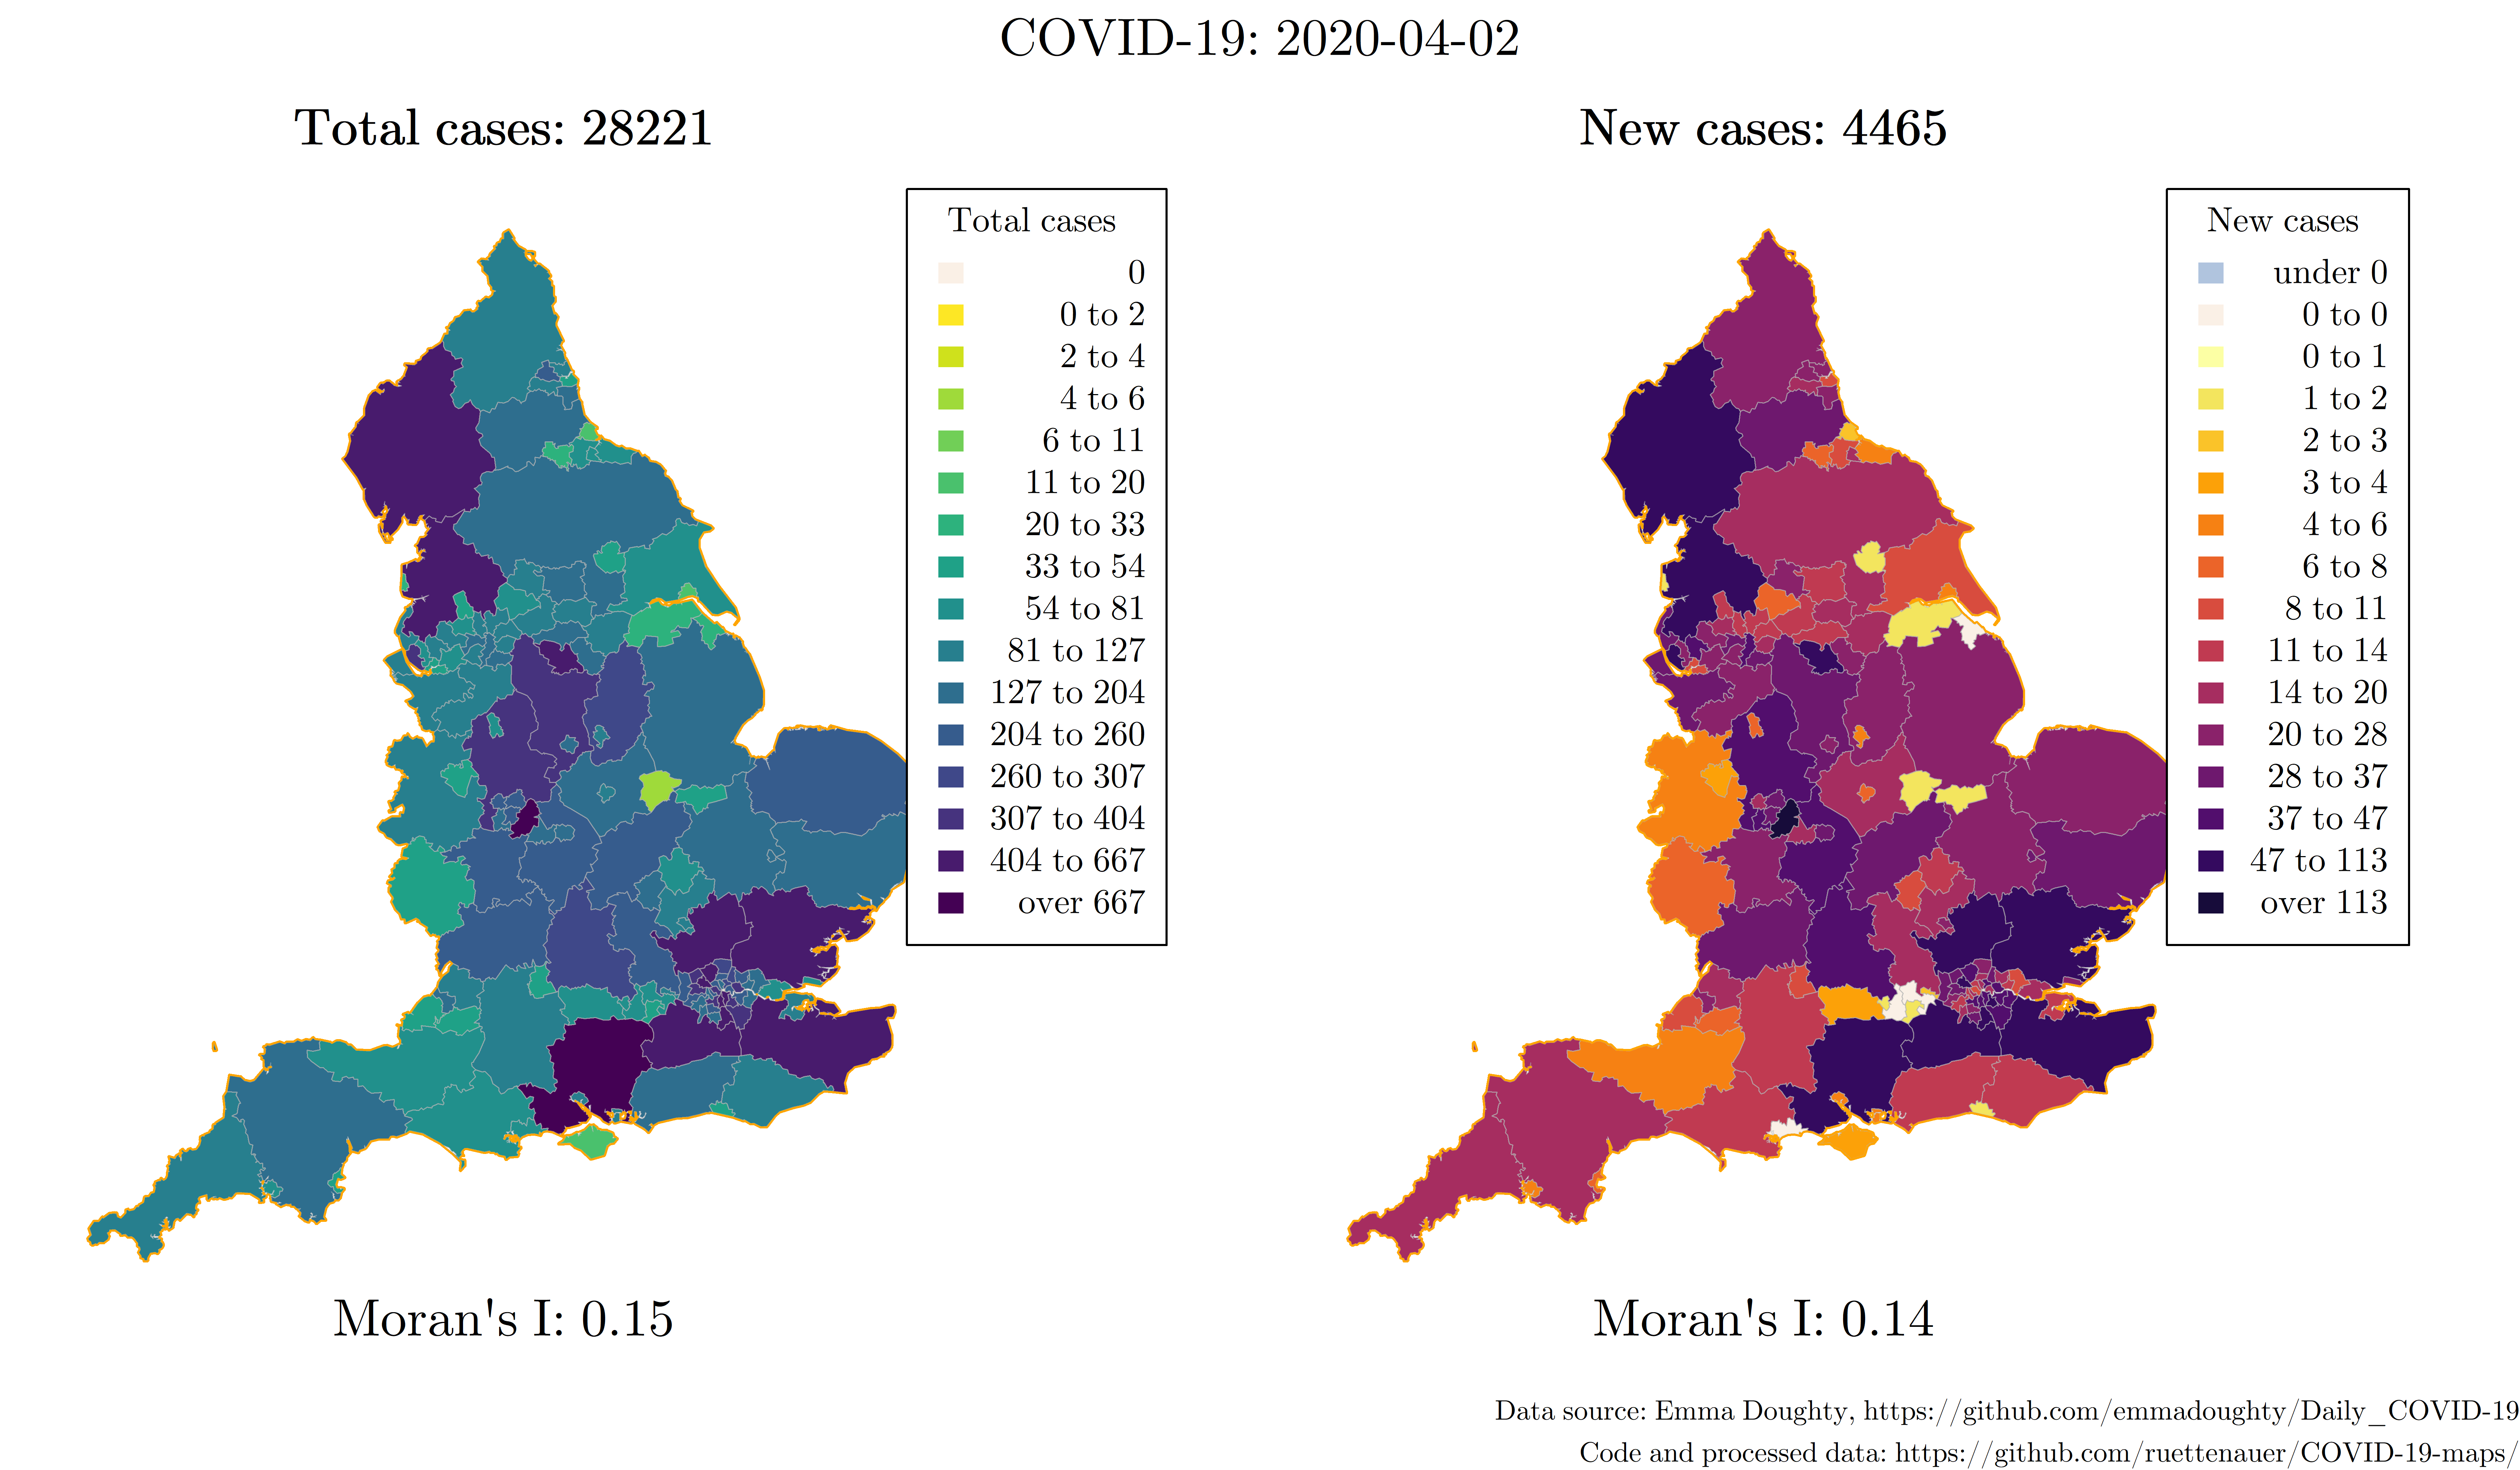 COVID-19: 2020-04-02
Total cases: 28221
Total cases
0
0 to 2
2 to 4
4 to 6
6 to 11
11 to 20
20 to 33
33 to 54
54 to 81
81 to 127
127 to 204
204 to 260
260 to 307
307 to 404
404 to 667
over 667
Moran's I: 0.15
New cases: 4465
New cases
under 0
0 to 0
0 to 1
1 to 2
2 to 3
3 to 4
4 to 6
6 to 8
8 to 11
11 to 14
14 to 20
20 to 28
28 to 37
37 to 47
47 to 113
over 113
Moran's I: 0.14
Data source: Emma Doughty, https://github.com/emmadoughty/Daily_COVID-19
Code and processed data: https://github.com/ruettenauer/COVID-19-maps/